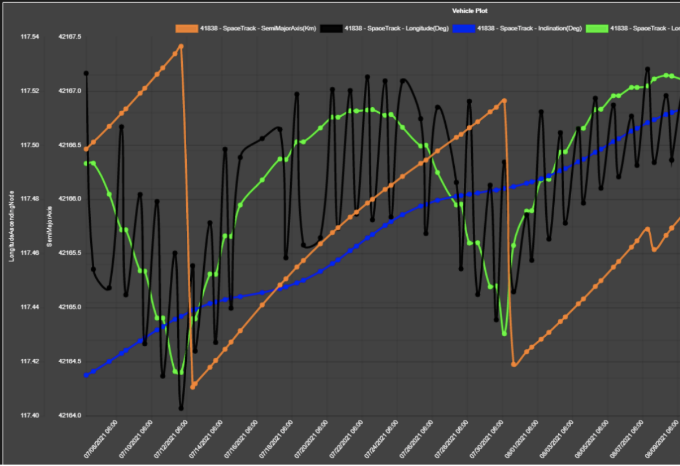 Vehicle Plot
41838 - SpaceTrack - SemiMajorAxis(Km) 41838 - SpaceTrack - Longitude(Deg) 41838 - SpaceTrack - Inclination(Deg) 41838 - SpaceTrack - Lon
117.54 42167.5
117.52 42167.0
117.50 42166.5
117.48 42166.0
117.46 42165.5
117.44 42165.0
117.42 42164.5
117.40 42164.0
SemiMajorAxis
07/08/2021 06:00 07/10/2021 06:00 07/12/2021 06:00 07/14/2021 06:00 07/16/2021 06:00 07/18/2021 06:00 07/20/2021 06:00 07/22/2021 06:00 07/24/2021 06:00 07/26/2021 06:00 07/28/2021 06:00 07/30/2021 06:00 08/01/2021 06:00 08/03/2021 06:00 08/05/2021 06:00 08/07/2021 06:00 08/09/2021 06:00